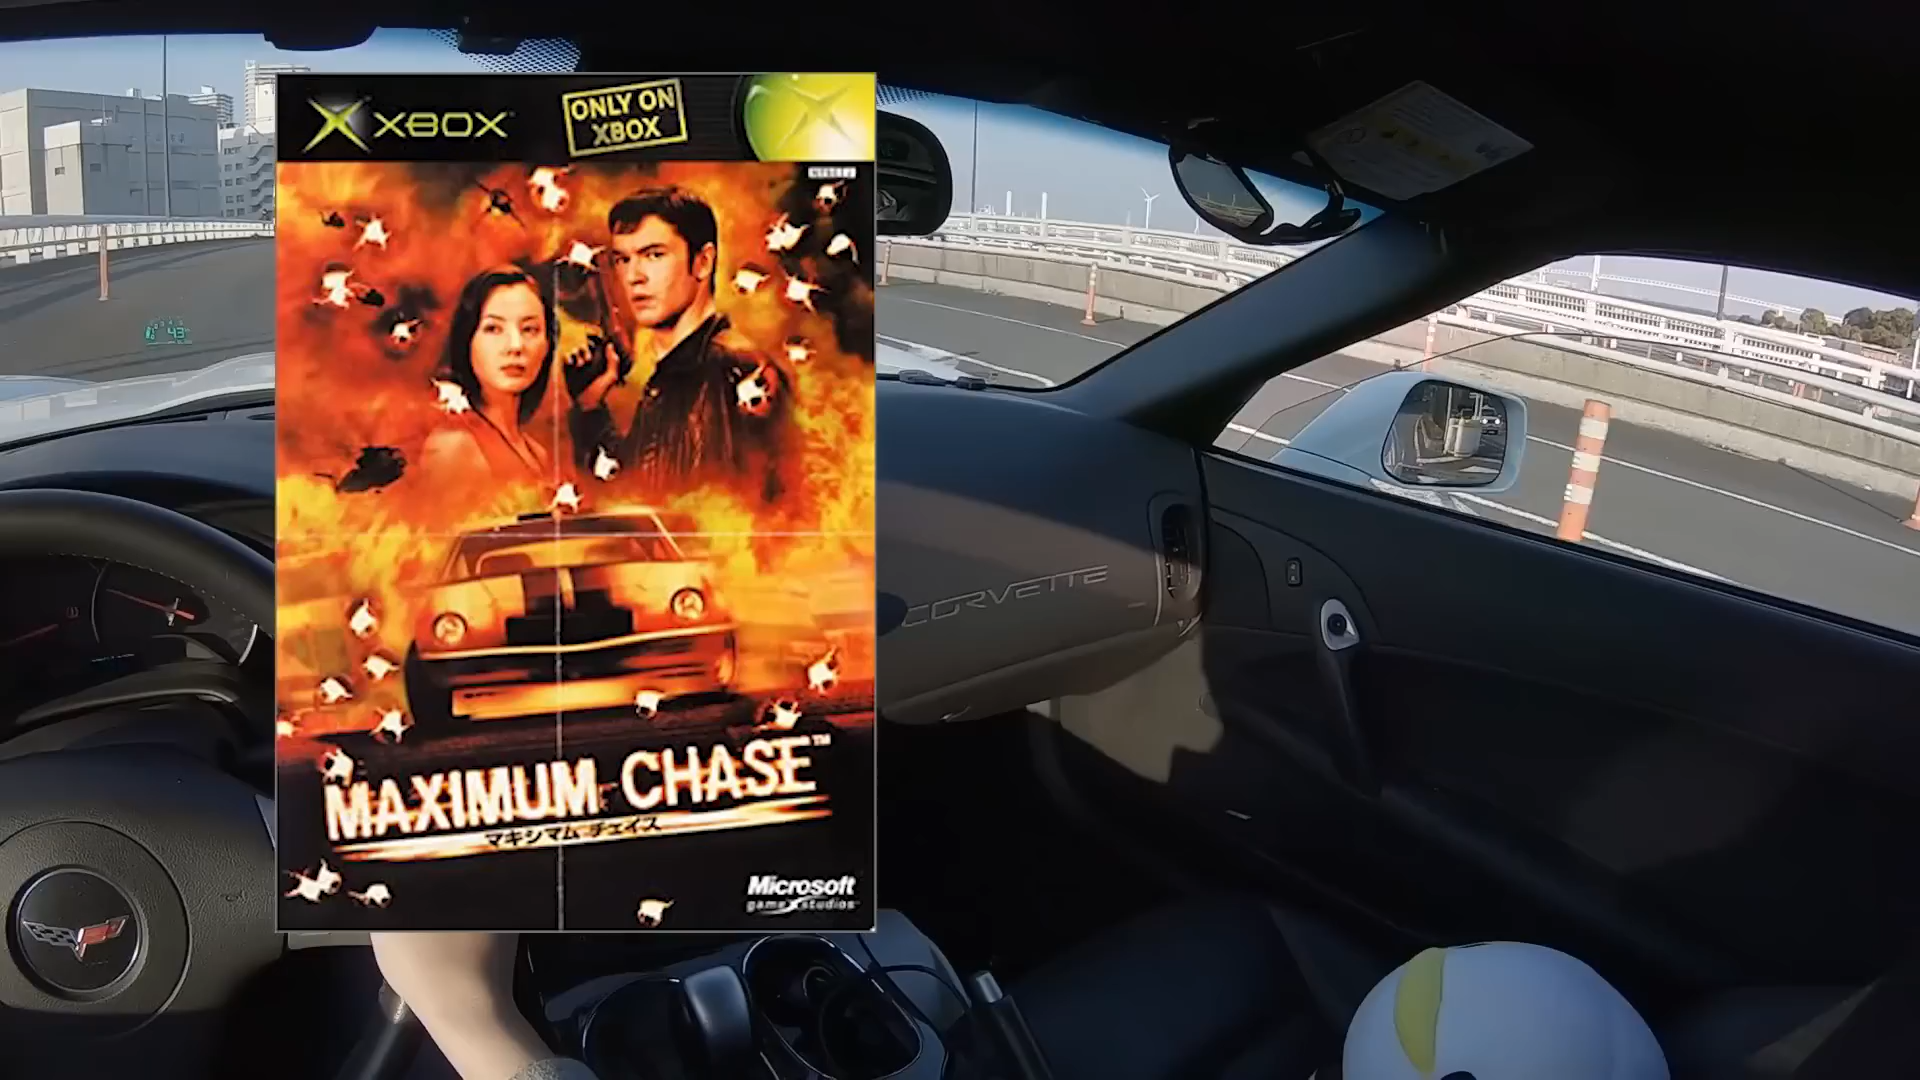 XBOX
ONLY ON
XBOX
MAXIMUM CHASE™
マキシマム チェイス
Microsoft
game studios
CORVETTE
43